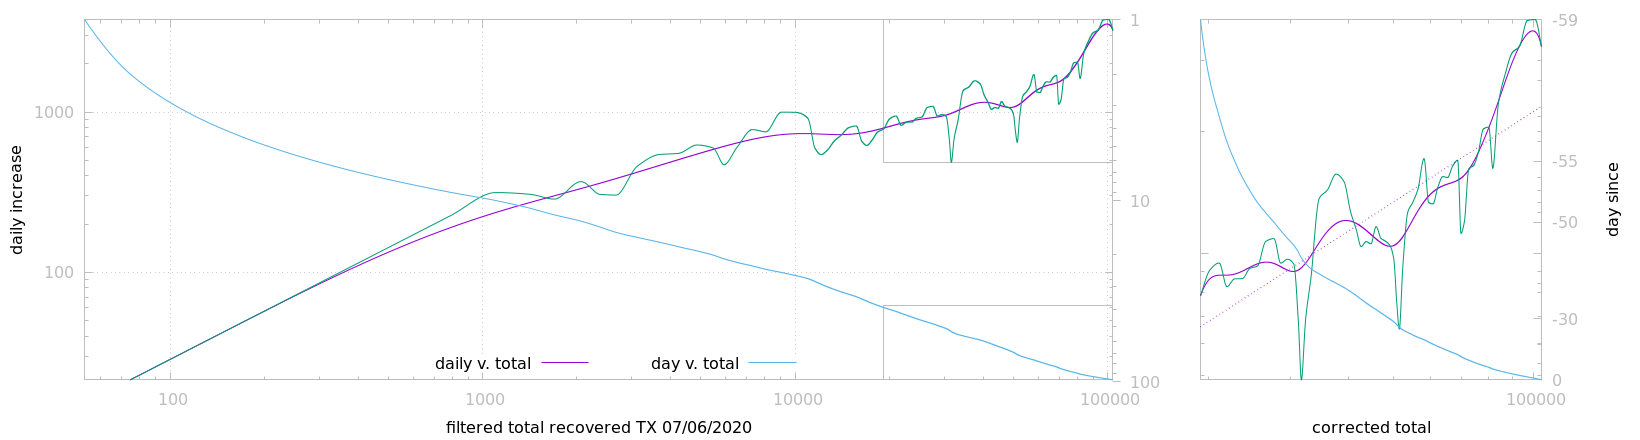 daily increase
1000
100
100
1000
10000
100000
1
10
100
daily v. total
day v. total
filtered total recovered TX 07/06/2020
-59
-55
-50
-30
0
day since
100000
corrected total